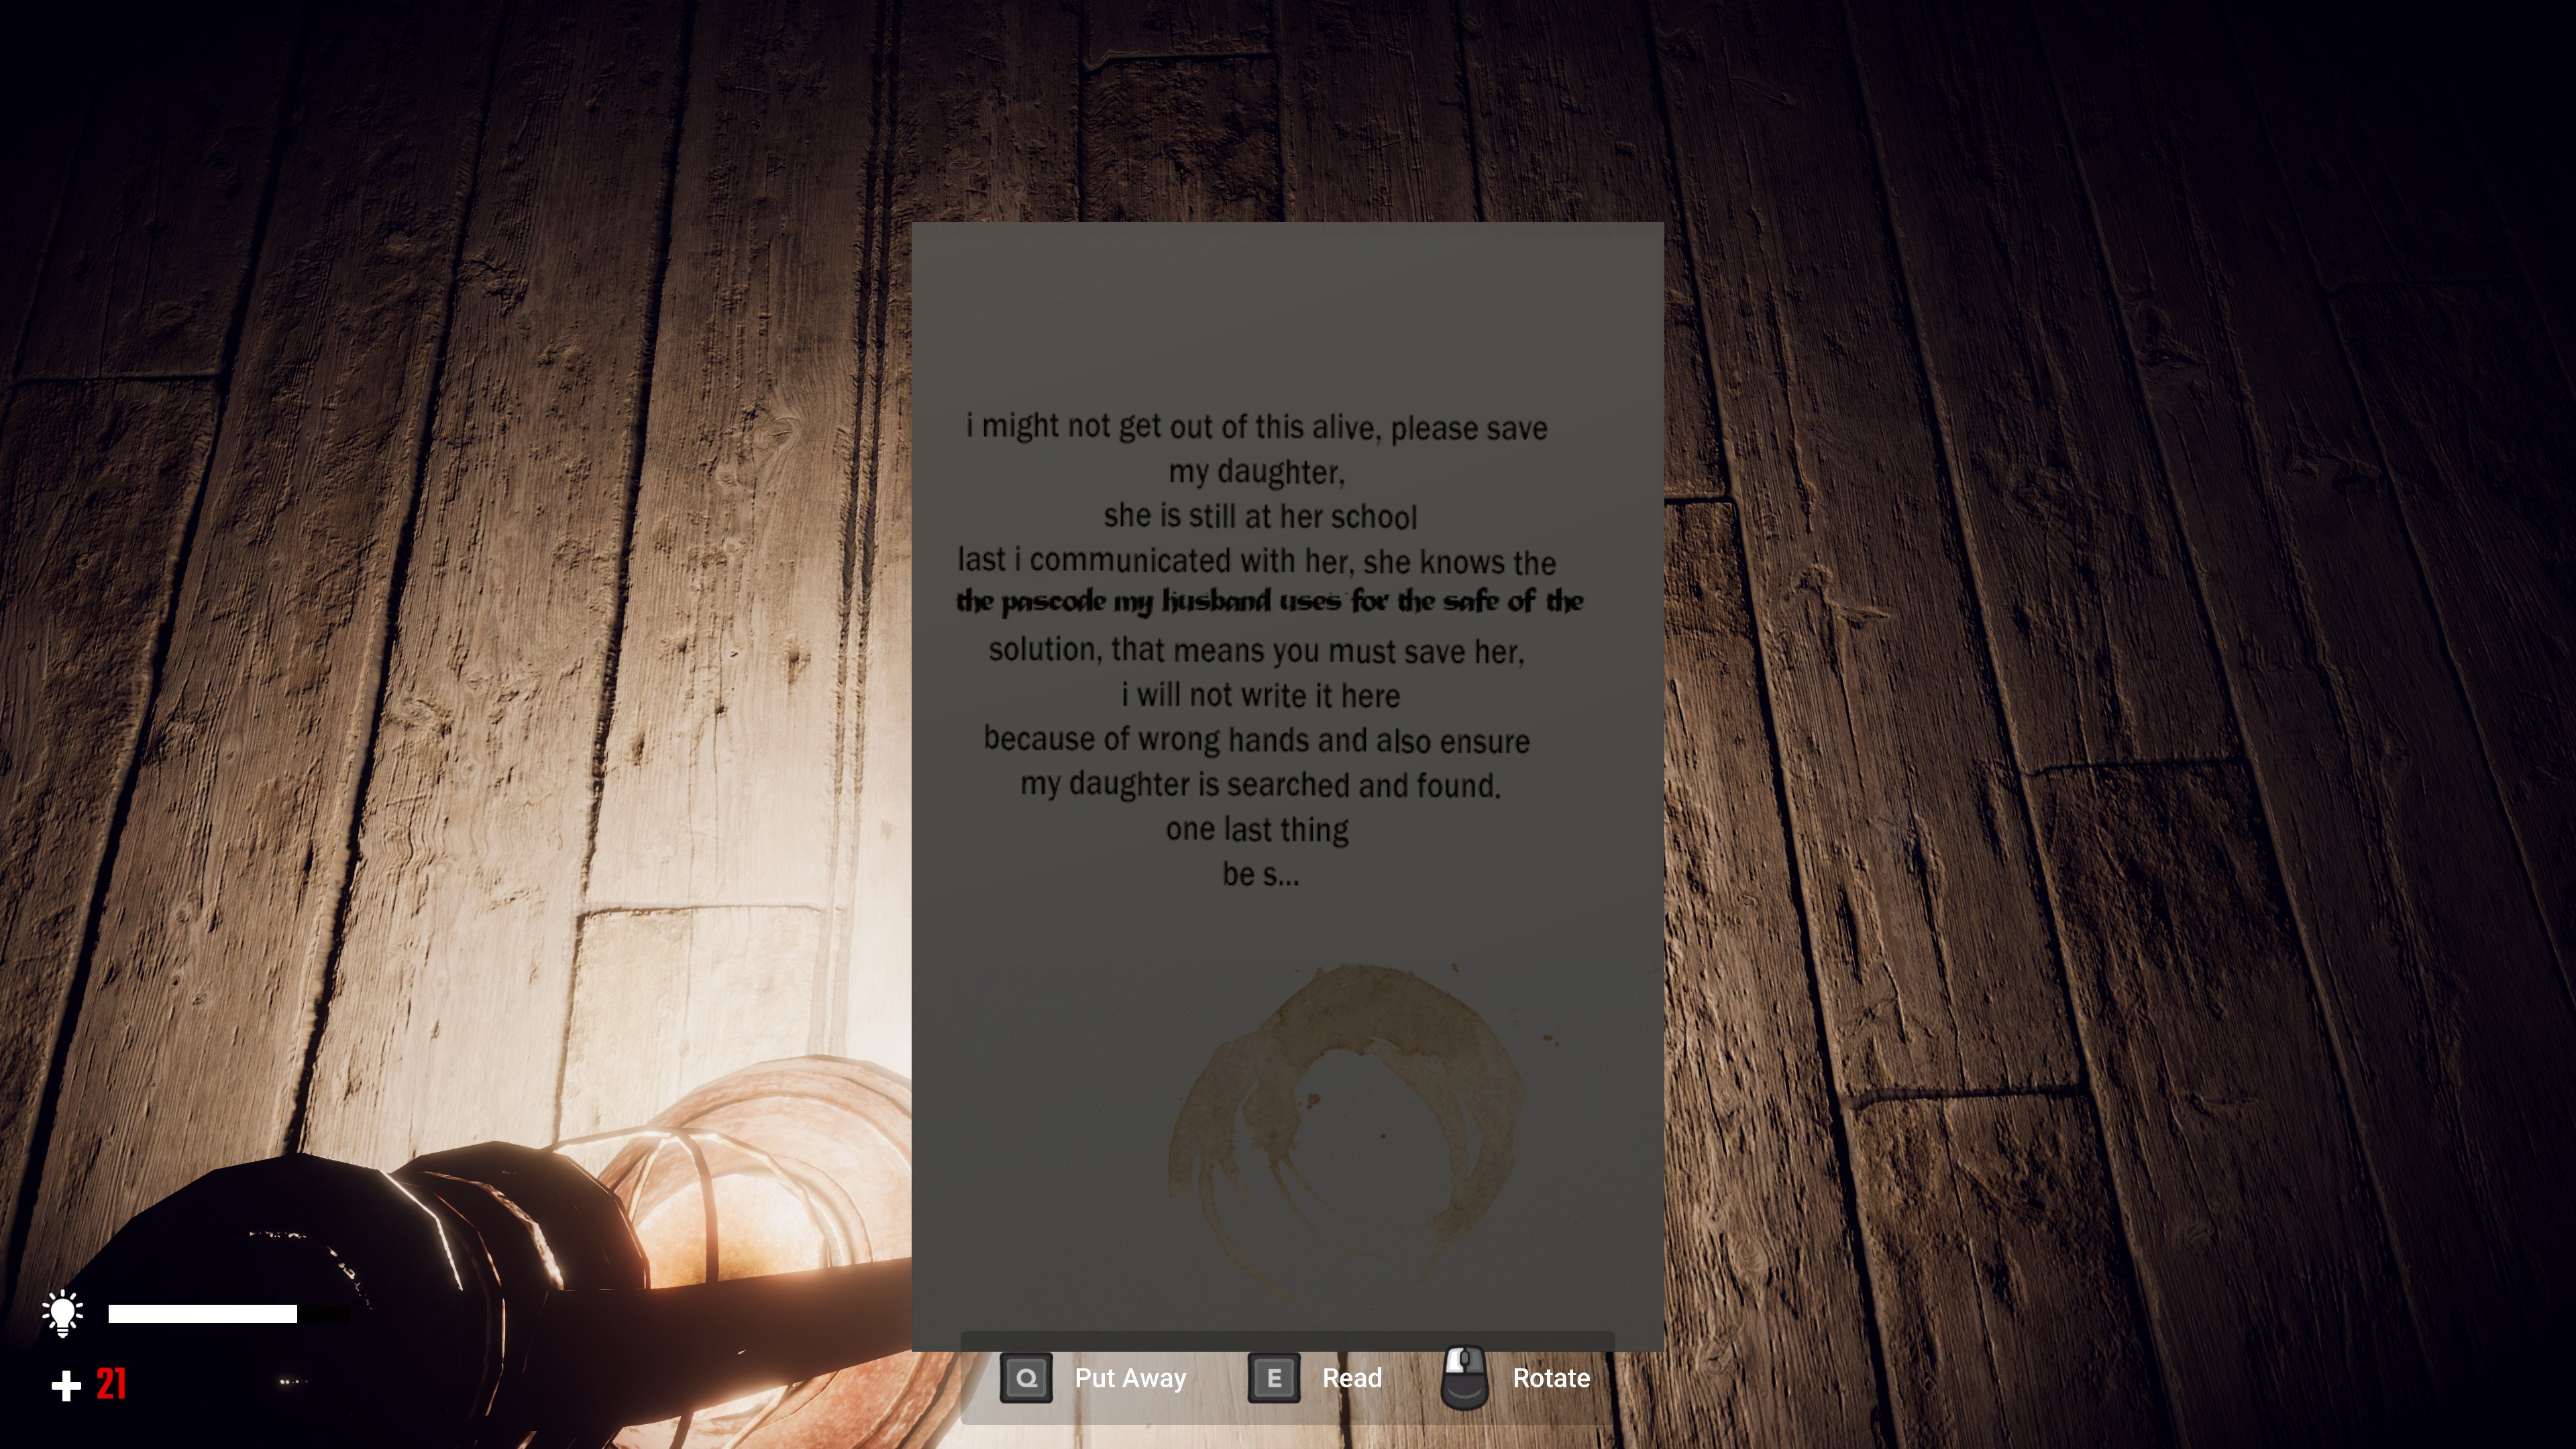 i might not get out of this alive, please save
my daughter,
she is still at her school
last i communicated with her, she knows the
the pascode my husband uses for the safe of the
solution, that means you must save her,
i will not write it here
because of wrong hands and also ensure
my daughter is searched and found.
one last thing
be s...
21
Q Put Away E Read Rotate